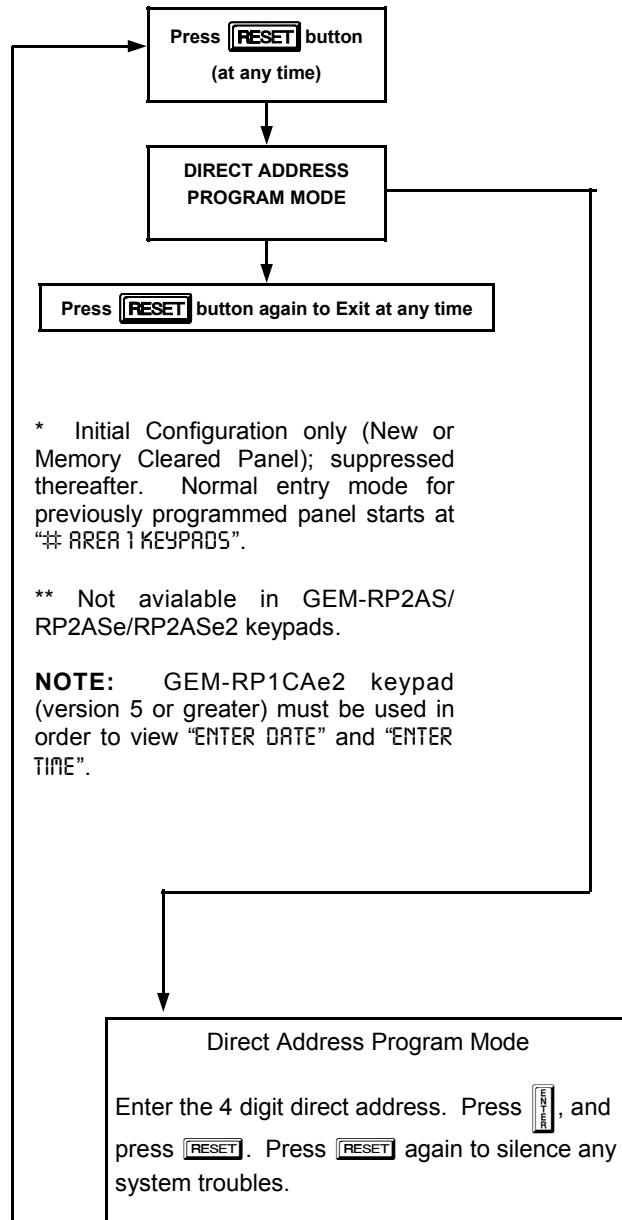 Press RESET button
(at any time)
DIRECT ADDRESS
PROGRAM MODE
Press RESET button again to Exit at any time
* Initial Configuration only (New or
Memory Cleared Panel); suppressed
thereafter. Normal entry mode for
previously programmed panel starts at
“# AREA 1 KEYPADS”.
** Not avialable in GEM-RP2AS/
RP2ASe/RP2ASe2 keypads.
NOTE: GEM-RP1CAe2 keypad
(version 5 or greater) must be used in
order to view “ENTER DATE” and “ENTER
TIME”.
Direct Address Program Mode
Enter the 4 digit direct address. Press ENTER, and
press RESET. Press RESET again to silence any
system troubles.